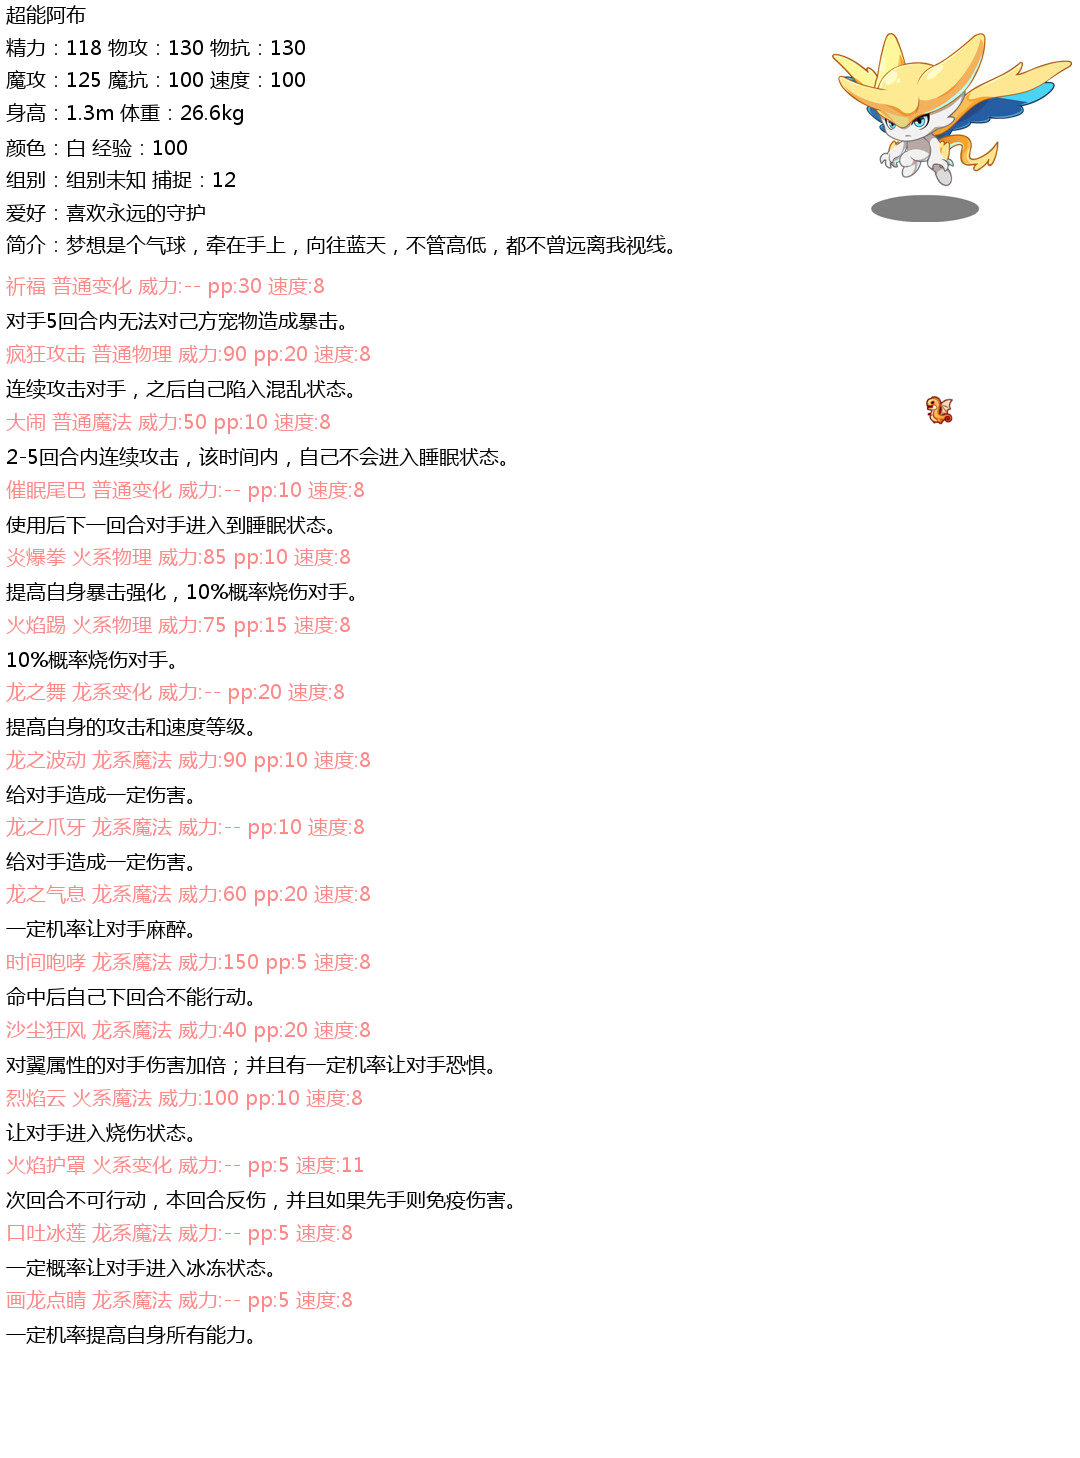 超能阿布
精力：118 物攻：130 物抗：130
魔攻：125 魔抗：100 速度：100
身高：1.3m 体重：26.6kg
颜色：白 经验：100
组别：组别未知 捕捉：12
爱好：喜欢永远的守护
简介：梦想是个气球，牵在手上，向往蓝天，不管高低，都不曾远离我视线。
祈福 普通变化 威力:-- pp:30 速度:8
对手5回合内无法对己方宠物造成暴击。
疯狂攻击 普通物理 威力:90 pp:20 速度:8
连续攻击对手，之后自己陷入混乱状态。
大闹 普通魔法 威力:50 pp:10 速度:8
2-5回合内连续攻击，该时间内，自己不会进入睡眠状态。
催眠尾巴 普通变化 威力:-- pp:10 速度:8
使用后下一回合对手进入到睡眠状态。
炎爆拳 火系物理 威力:85 pp:10 速度:8
提高自身暴击强化，10%概率烧伤对手。
火焰踢 火系物理 威力:75 pp:15 速度:8
10%概率烧伤对手。
龙之舞 龙系变化 威力:-- pp:20 速度:8
提高自身的攻击和速度等级。
龙之波动 龙系魔法 威力:90 pp:10 速度:8
给对手造成一定伤害。
龙之爪牙 龙系魔法 威力:-- pp:10 速度:8
给对手造成一定伤害。
龙之气息 龙系魔法 威力:60 pp:20 速度:8
一定机率让对手麻醉。
时间咆哮 龙系魔法 威力:150 pp:5 速度:8
命中后自己下回合不能行动。
沙尘狂风 龙系魔法 威力:40 pp:20 速度:8
对翼属性的对手伤害加倍；并且有一定机率让对手恐惧。
烈焰云 火系魔法 威力:100 pp:10 速度:8
让对手进入烧伤状态。
火焰护罩 火系变化 威力:-- pp:5 速度:11
次回合不可行动，本回合反伤，并且如果先手则免疫伤害。
口吐冰莲 龙系魔法 威力:-- pp:5 速度:8
一定概率让对手进入冰冻状态。
画龙点睛 龙系魔法 威力:-- pp:5 速度:8
一定机率提高自身所有能力。